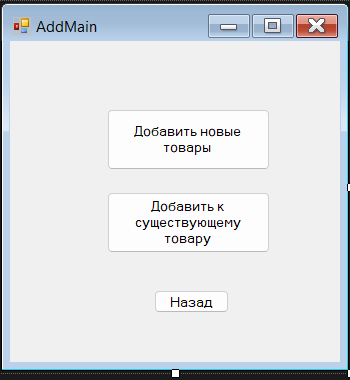 AddMain
Добавить новые
товары
Добавить к
существующему
товару
Назад